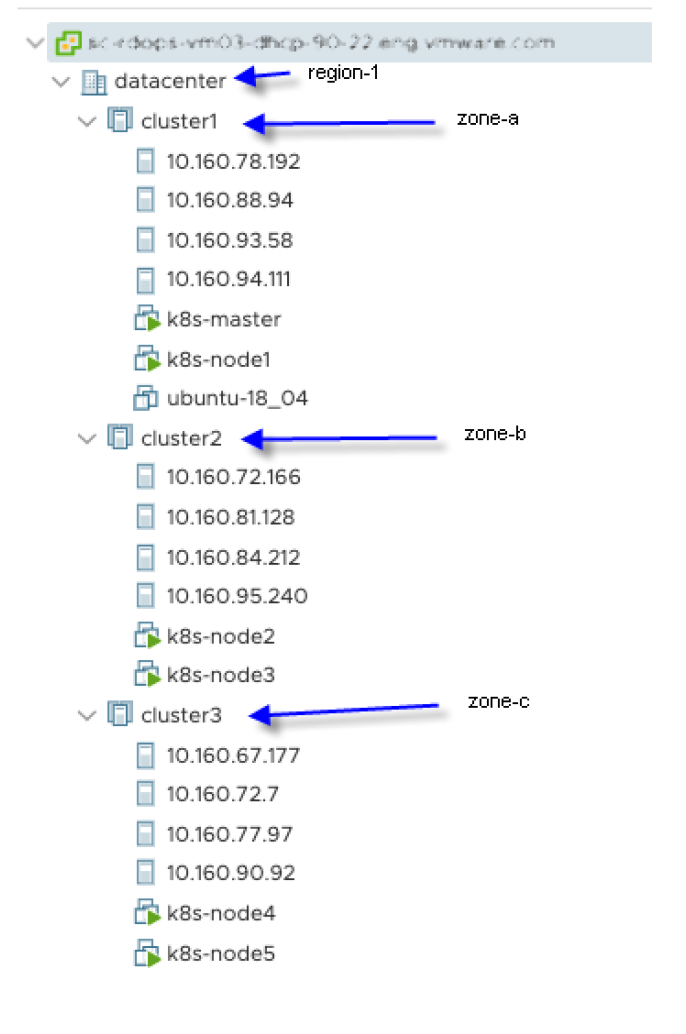 sc-rdops-vm03-dhcp-90-22.eng.vmware.com
datacenter region-1
cluster1 zone-a
10.160.78.192
10.160.88.94
10.160.93.58
10.160.94.111
k8s-master
k8s-node1
ubuntu-18_04
cluster2 zone-b
10.160.72.166
10.160.81.128
10.160.84.212
10.160.95.240
k8s-node2
k8s-node3
cluster3 zone-c
10.160.67.177
10.160.72.7
10.160.77.97
10.160.90.92
k8s-node4
k8s-node5